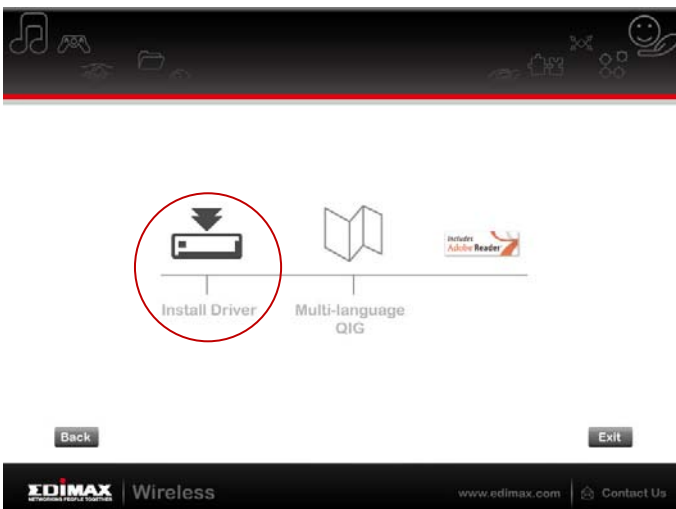 Includes
Adobe Reader
Install Driver
Multi-language
QIG
Back
Exit
EDIMAX
NETWORKING PEOPLE TOGETHER
Wireless
www.edimax.com
Contact Us